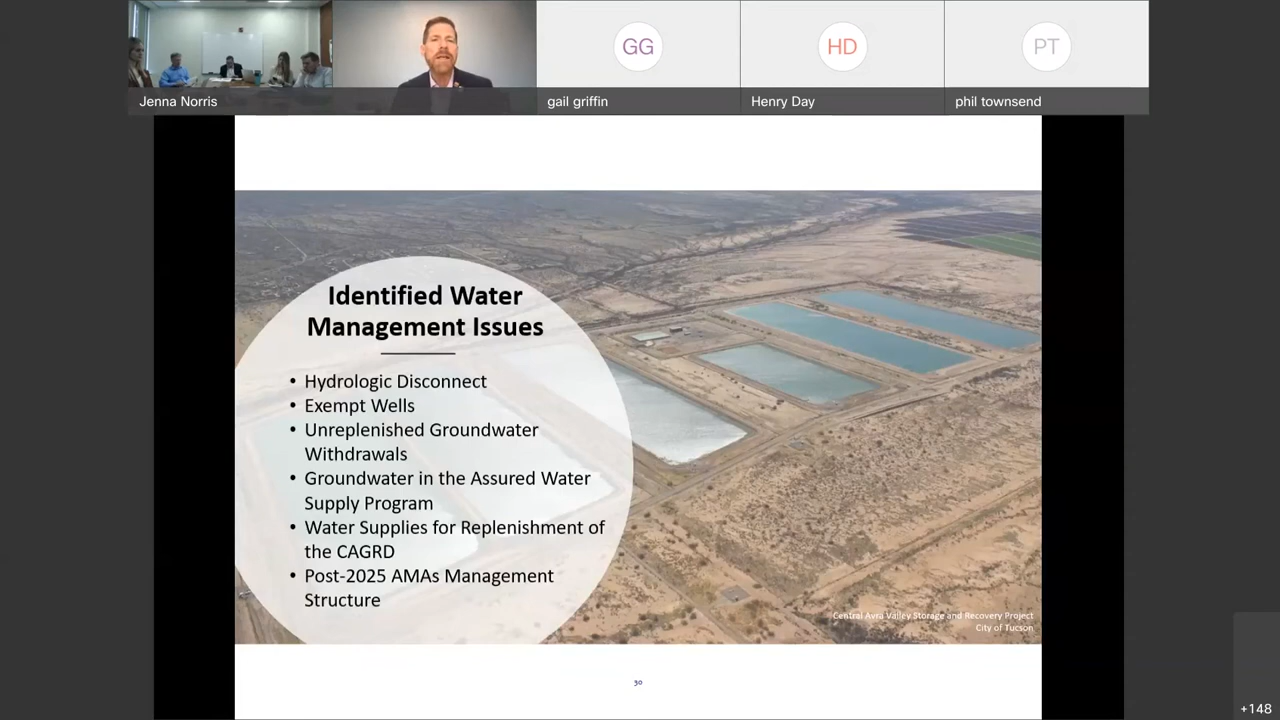 GG
HD
PT
Jenna Norris
gail griffin
Henry Day
phil townsend
Identified Water
Management Issues
• Hydrologic Disconnect
• Exempt Wells
• Unreplenished Groundwater
Withdrawals
• Groundwater in the Assured Water
Supply Program
• Water Supplies for Replenishment of
the CAGRD
• Post-2025 AMAs Management
Structure
Central Avra Valley Storage and Recovery Project
City of Tucson
30
+148